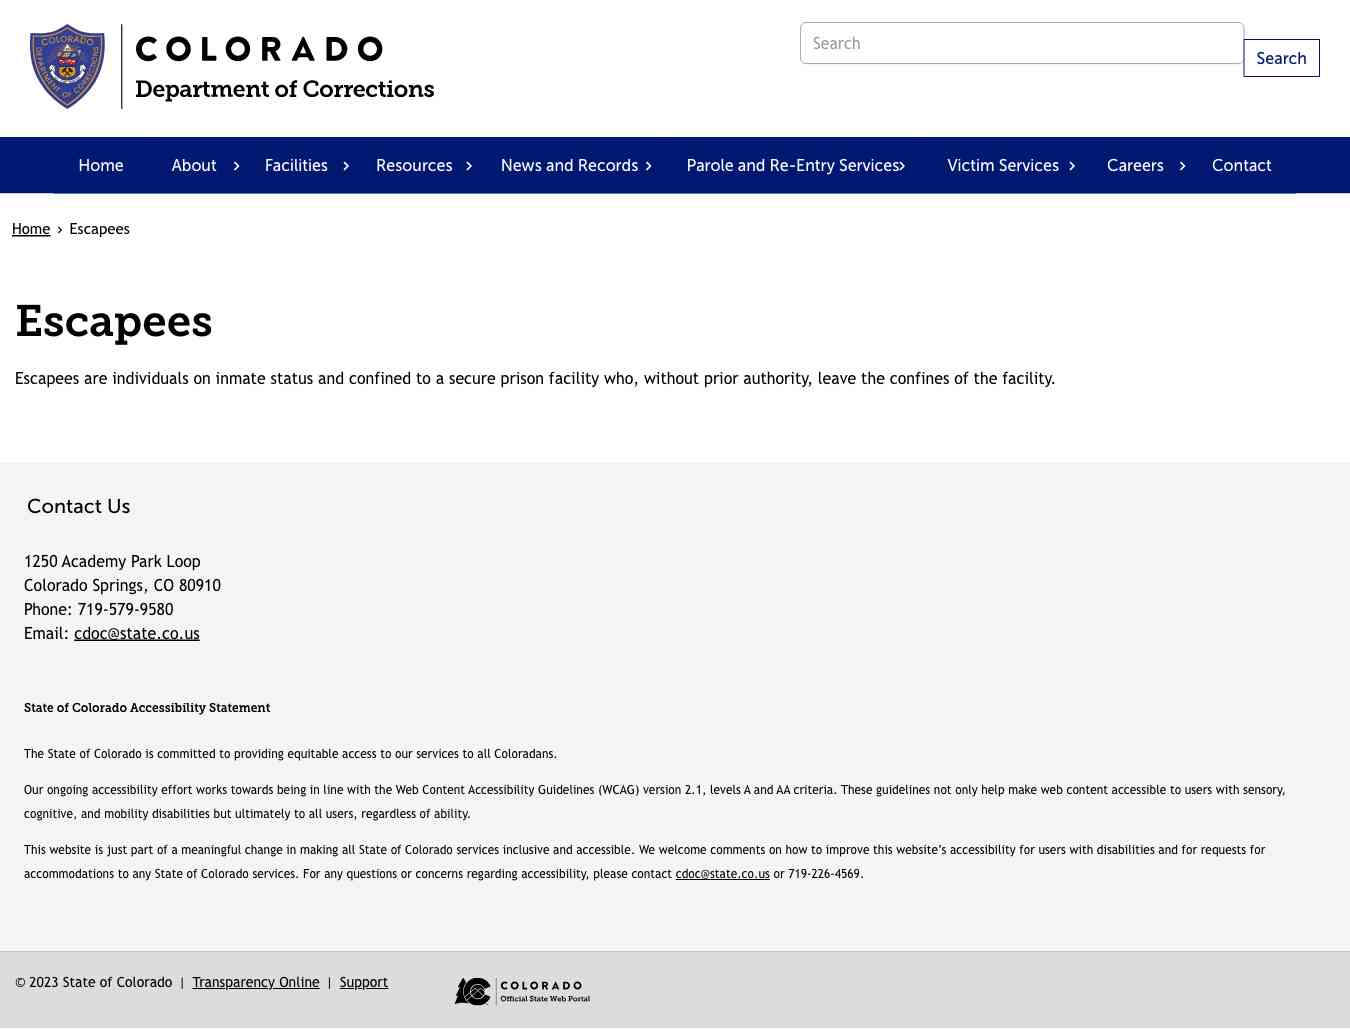 COLORADO
Department of Corrections
Search
Search
Home About Facilities Resources News and Records Parole and Re-Entry Services Victim Services Careers Contact
Home › Escapees
Escapees
Escapees are individuals on inmate status and confined to a secure prison facility who, without prior authority, leave the confines of the facility.
Contact Us
1250 Academy Park Loop
Colorado Springs, CO 80910
Phone: 719-579-9580
Email: cdoc@state.co.us
State of Colorado Accessibility Statement
The State of Colorado is committed to providing equitable access to our services to all Coloradans.
Our ongoing accessibility effort works towards being in line with the Web Content Accessibility Guidelines (WCAG) version 2.1, levels A and AA criteria. These guidelines not only help make web content accessible to users with sensory,
cognitive, and mobility disabilities but ultimately to all users, regardless of ability.
This website is just part of a meaningful change in making all State of Colorado services inclusive and accessible. We welcome comments on how to improve this website’s accessibility for users with disabilities and for requests for
accommodations to any State of Colorado services. For any questions or concerns regarding accessibility, please contact cdoc@state.co.us or 719-226-4569.
© 2023 State of Colorado | Transparency Online | Support
COLORADO
Official State Web Portal